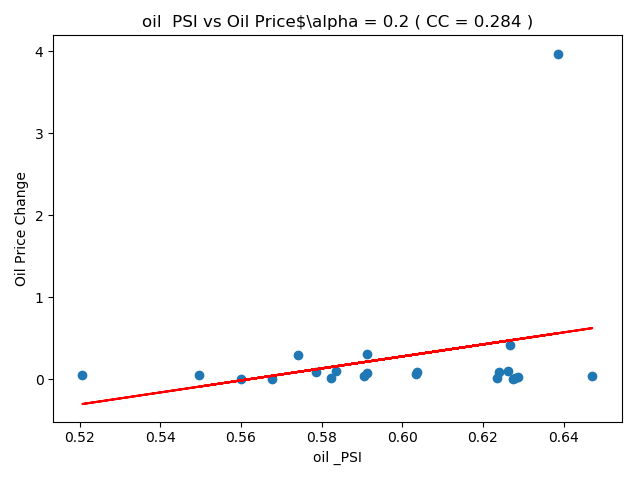 oil  PSI vs Oil Price$\alpha = 0.2 ( CC = 0.284 )
4
3
2
1
0
Oil Price Change
0.52 0.54 0.56 0.58 0.60 0.62 0.64
oil _PSI